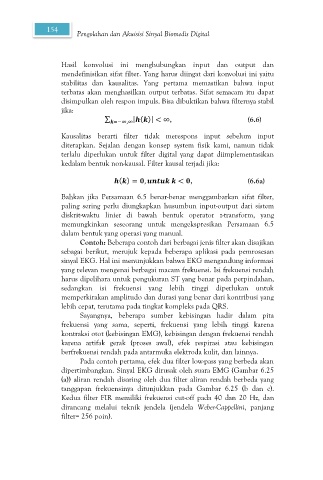 154
Pengolahan dan Akuisisi Sinyal Biomedis Digital
Hasil konvolusi ini menghubungkan input dan output dan
mendefinisikan sifat filter. Yang harus diingat dari konvolusi ini yaitu
stabilitas dan kausalitas. Yang pertama memastikan bahwa input
terbatas akan menghasilkan output terbatas. Sifat semacam itu dapat
disimpulkan oleh respon impuls. Bisa dibuktikan bahwa filternya stabil
jika:
∑k=−∞,∞|h(k)| < ∞, (6.6)
Kausalitas berarti filter tidak merespons input sebelum input
diterapkan. Sejalan dengan konsep system fisik kami, namun tidak
terlalu diperlukan untuk filter digital yang dapat diimplementasikan
kedalam bentuk non-kausal. Filter kausal terjadi jika:
h(k) = 0, untuk k < 0, (6.6a)
Bahkan jika Persamaan 6.5 benar-benar menggambarkan sifat filter,
paling sering perlu diungkapkan hasumbin input-output dari sistem
diskrit-waktu linier di bawah bentuk operator z-transform, yang
memungkinkan seseorang untuk mengekspresikan Persamaan 6.5
dalam bentuk yang operasi yang manual.
Contoh: Beberapa contoh dari berbagai jenis filter akan disajikan
sebagai berikut, merujuk kepada beberapa aplikasi pada pemrosesan
sinyal EKG. Hal ini menunjukkan bahwa EKG mengandung informasi
yang relevan mengenai berbagai macam frekuensi. Isi frekuensi rendah
harus dipelihara untuk pengukuran ST yang benar pada perpindahan,
sedangkan isi frekuensi yang lebih tinggi diperlukan untuk
memperkirakan amplitudo dan durasi yang benar dari kontribusi yang
lebih cepat, terutama pada tingkat kompleks pada QRS.
Sayangnya, beberapa sumber kebisingan hadir dalam pita
frekuensi yang sama, seperti, frekuensi yang lebih tinggi karena
kontraksi otot (kebisingan EMG), kebisingan dengan frekuensi rendah
karena artifak gerak (proses awal), efek respirasi atau kebisingan
berfrekuensi rendah pada antarmuka elektroda kulit, dan lainnya.
Pada contoh pertama, efek dua filter lowpass yang berbeda akan
dipertimbangkan. Sinyal EKG dirusak oleh suara EMG (Gambar 6.25
(a)) aliran rendah disaring oleh dua filter aliran rendah berbeda yang
tanggapan frekuensinya ditunjukkan pada Gambar 6.25 (b dan c).
Kedua filter FIR memiliki frekuensi cut-off pada 40 dan 20 Hz, dan
dirancang melalui teknik jendela (jendela Weber-Cappellini, panjang
filter= 256 poin).